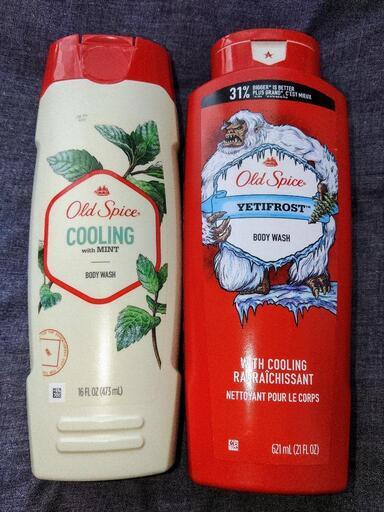 Old Spice
COOLING
with MINT
BODY WASH
16 FL OZ (473 mL)
31% BIGGER* IS BETTER
PLUS GRAND*, C'EST MIEUX
Old Spice
YETIFROST
BODY WASH
WITH COOLING
RAFRAÎCHISSANT
NETTOYANT POUR LE CORPS
621 mL (21 FL OZ)